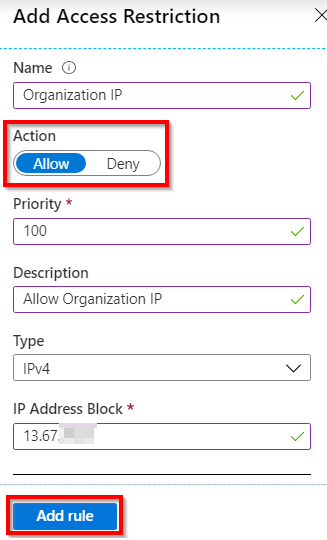 Add Access Restriction
Name
Organization IP
Action
Allow Deny
Priority *
100
Description
Allow Organization IP
Type
IPv4
IP Address Block *
13.67.
Add rule